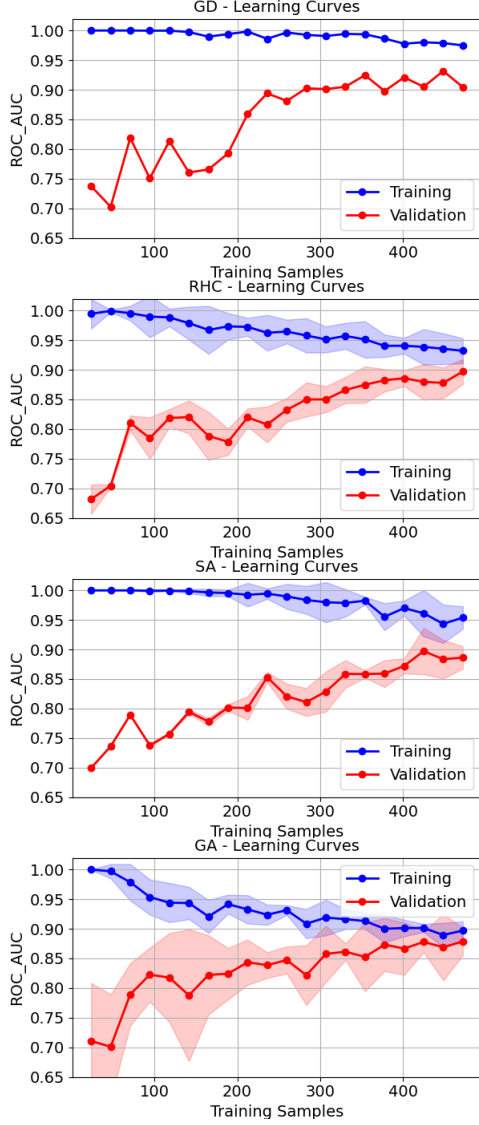 GD - Learning Curves
1.00
0.95
0.90
0.85
0.80
0.75
0.70
0.65
ROC_AUC
Training
Validation
100
200
300
400
Training Samples
RHC - Learning Curves
1.00
0.95
0.90
0.85
0.80
0.75
0.70
0.65
ROC_AUC
Training
Validation
100
200
300
400
Training Samples
SA - Learning Curves
1.00
0.95
0.90
0.85
0.80
0.75
0.70
0.65
ROC_AUC
Training
Validation
100
200
300
400
Training Samples
GA - Learning Curves
1.00
0.95
0.90
0.85
0.80
0.75
0.70
0.65
ROC_AUC
Training
Validation
100
200
300
400
Training Samples